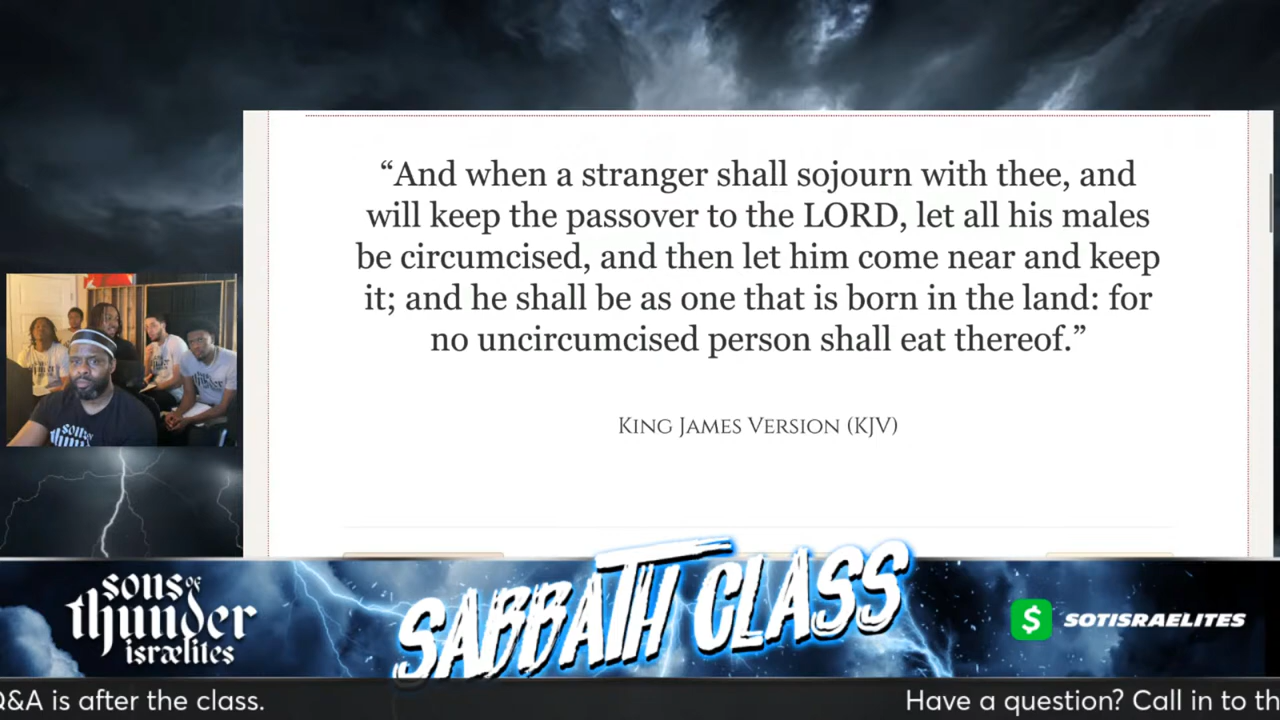 “And when a stranger shall sojourn with thee, and
will keep the passover to the LORD, let all his males
be circumcised, and then let him come near and keep
it; and he shall be as one that is born in the land: for
no uncircumcised person shall eat thereof.”
King James Version (KJV)
sons of
thunder
israelites
SABBATH CLASS
$ SOTISRAELITES
Q&A is after the class.
Have a question? Call in to th